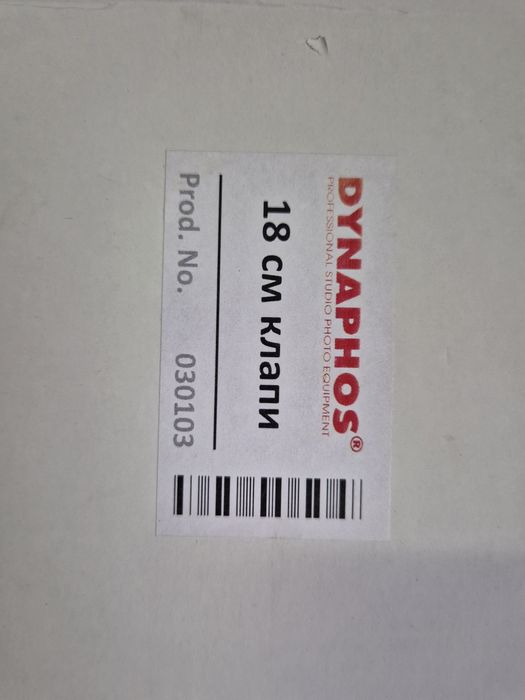 DYNAPHOS®
PROFESSIONAL STUDIO PHOTO EQUIPMENT
18 см клапи
Prod. No. 030103